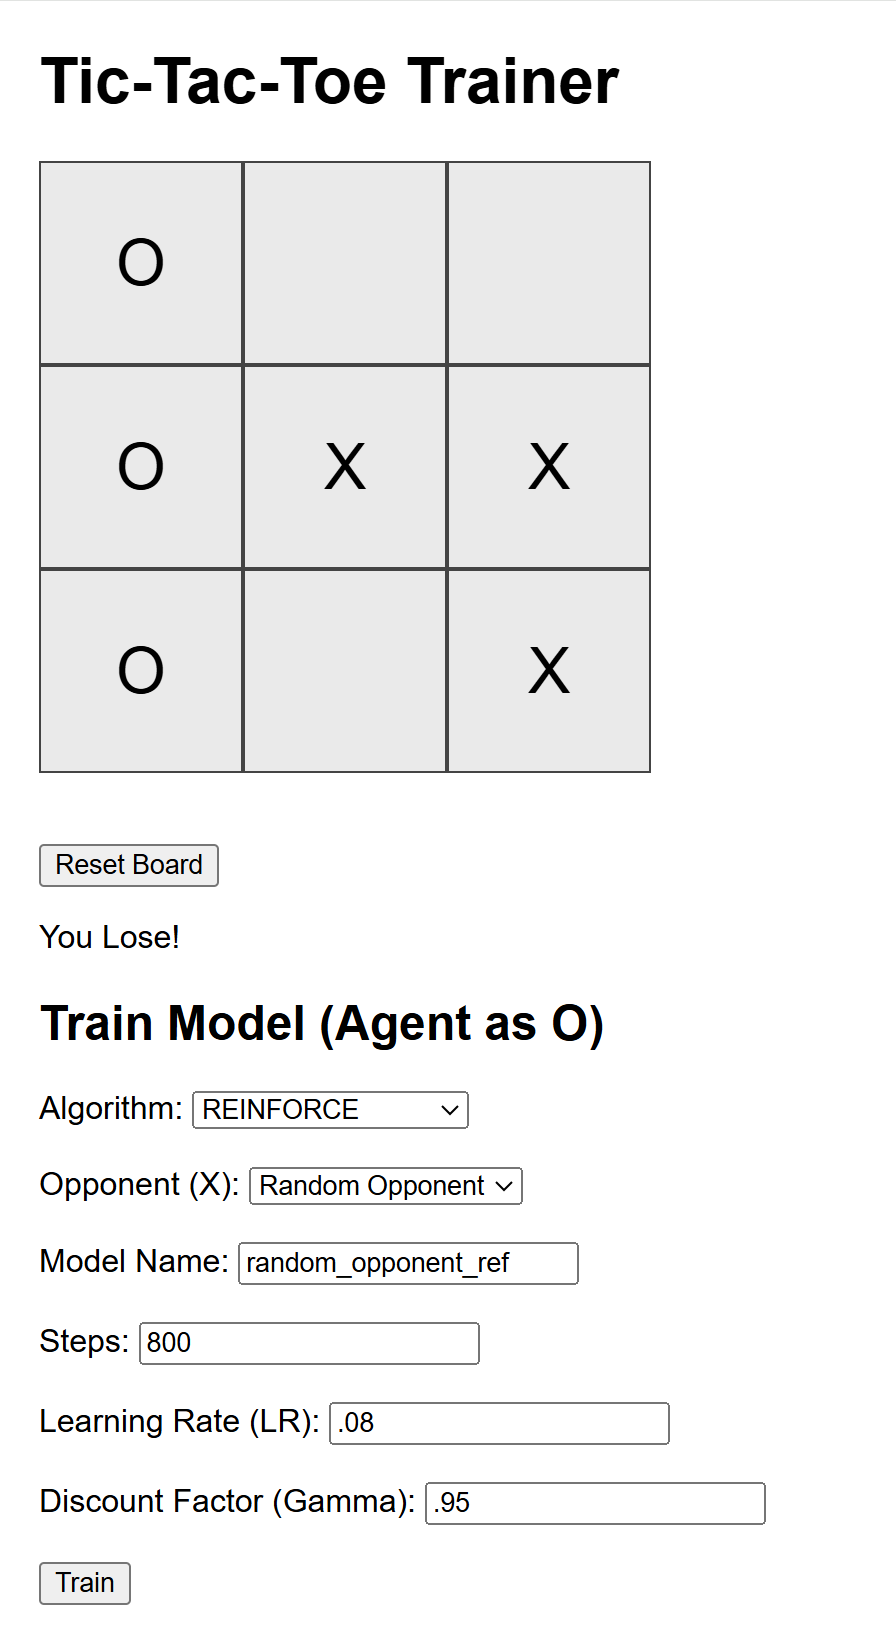 Tic-Tac-Toe Trainer
O
O X X
O X
Reset Board
You Lose!
Train Model (Agent as O)
Algorithm: REINFORCE
Opponent (X): Random Opponent
Model Name: random_opponent_ref
Steps: 800
Learning Rate (LR): .08
Discount Factor (Gamma): .95
Train